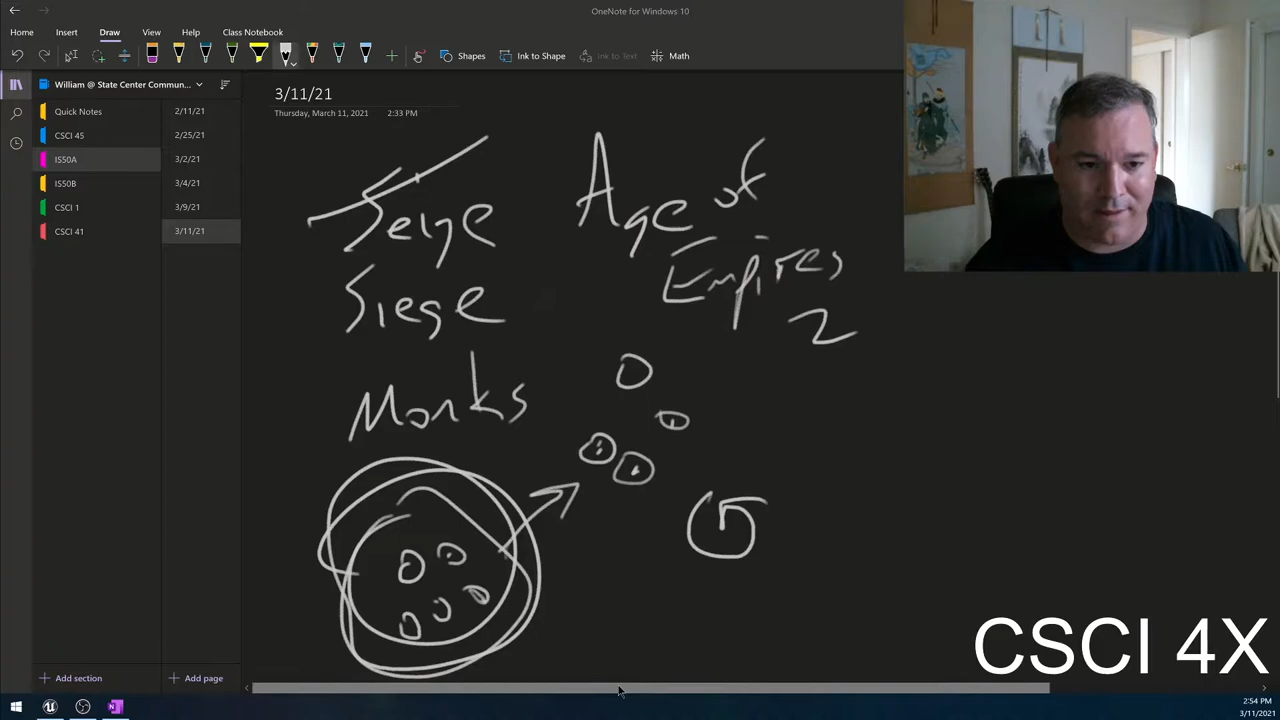 OneNote for Windows 10
Home Insert Draw View Help Class Notebook
Shapes Ink to Shape Ink to Text Math
William @ State Center Commun...
Quick Notes
CSCI 45
IS50A
IS50B
CSCI 1
CSCI 41
2/11/21
2/25/21
3/2/21
3/4/21
3/9/21
3/11/21
3/11/21
Thursday, March 11, 2021 2:33 PM
Seige
Siege
Monks
Age of
Empires
2
CSCI 4X
Add section Add page
2:54 PM
3/11/2021